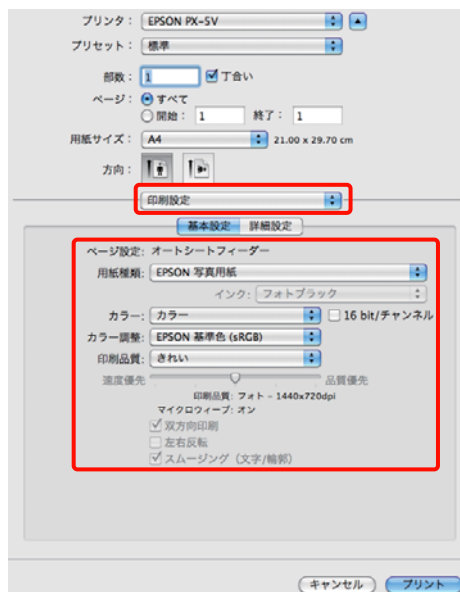 プリンタ： EPSON PX-5V
プリセット： 標準
部数： 1 丁合い
ページ： すべて
開始： 1 終了： 1
用紙サイズ： A4 21.00 x 29.70 cm
方向：
印刷設定
基本設定 詳細設定
ページ設定: オートシートフィーダー
用紙種類: EPSON 写真用紙
インク: フォトブラック
カラー: カラー 16 bit/チャンネル
カラー調整: EPSON 基準色 (sRGB)
印刷品質: きれい
速度優先 品質優先
印刷品質: フォト - 1440x720dpi
マイクロウィーブ: オン
双方向印刷
左右反転
スムージング（文字/輪郭）
キャンセル プリント